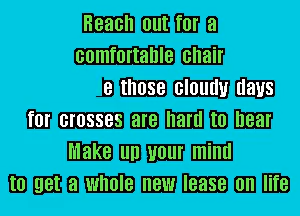 Reach out for a
comfortable chair
_e those cloudy days
for crosses are hard to bear
Make up your mind
to get a whole new lease on life